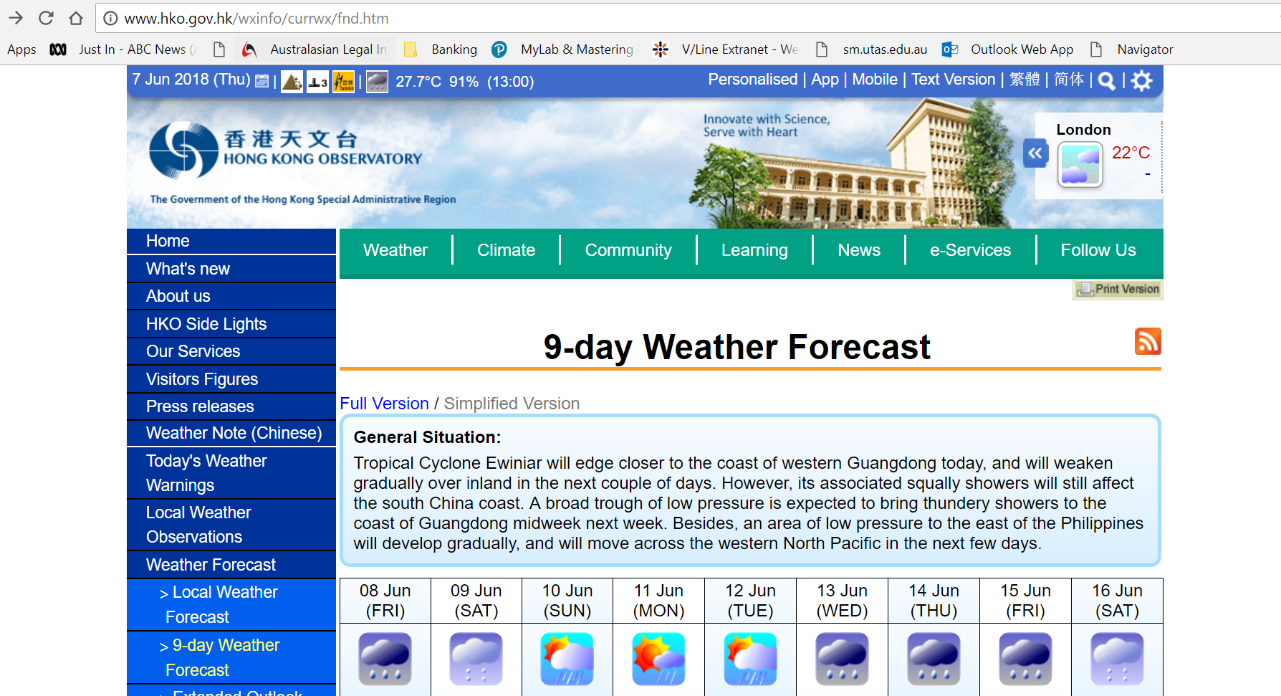 www.hko.gov.hk/wxinfo/currwx/fnd.htm
Apps Just In - ABC News Australasian Legal In Banking MyLab & Mastering V/Line Extranet - We sm.utas.edu.au Outlook Web App Navigator
7 Jun 2018 (Thu) | 3 | 27.7°C 91% (13:00) Personalised | App | Mobile | Text Version | 繁體 | 简体 |
Innovate with Science,
Serve with Heart
香港天文台
HONG KONG OBSERVATORY
The Government of the Hong Kong Special Administrative Region
London
22°C
-
Weather Climate Community Learning News e-Services Follow Us
Print Version
Home
What's new
About us
HKO Side Lights
Our Services
Visitors Figures
Press releases
Weather Note (Chinese)
Today's Weather
Warnings
Local Weather
Observations
Weather Forecast
> Local Weather
Forecast
> 9-day Weather
Forecast
> Extended Outlook
9-day Weather Forecast
Full Version / Simplified Version
General Situation:
Tropical Cyclone Ewiniar will edge closer to the coast of western Guangdong today, and will weaken
gradually over inland in the next couple of days. However, its associated squally showers will still affect
the south China coast. A broad trough of low pressure is expected to bring thundery showers to the
coast of Guangdong midweek next week. Besides, an area of low pressure to the east of the Philippines
will develop gradually, and will move across the western North Pacific in the next few days.
08 Jun 09 Jun 10 Jun 11 Jun 12 Jun 13 Jun 14 Jun 15 Jun 16 Jun
(FRI) (SAT) (SUN) (MON) (TUE) (WED) (THU) (FRI) (SAT)